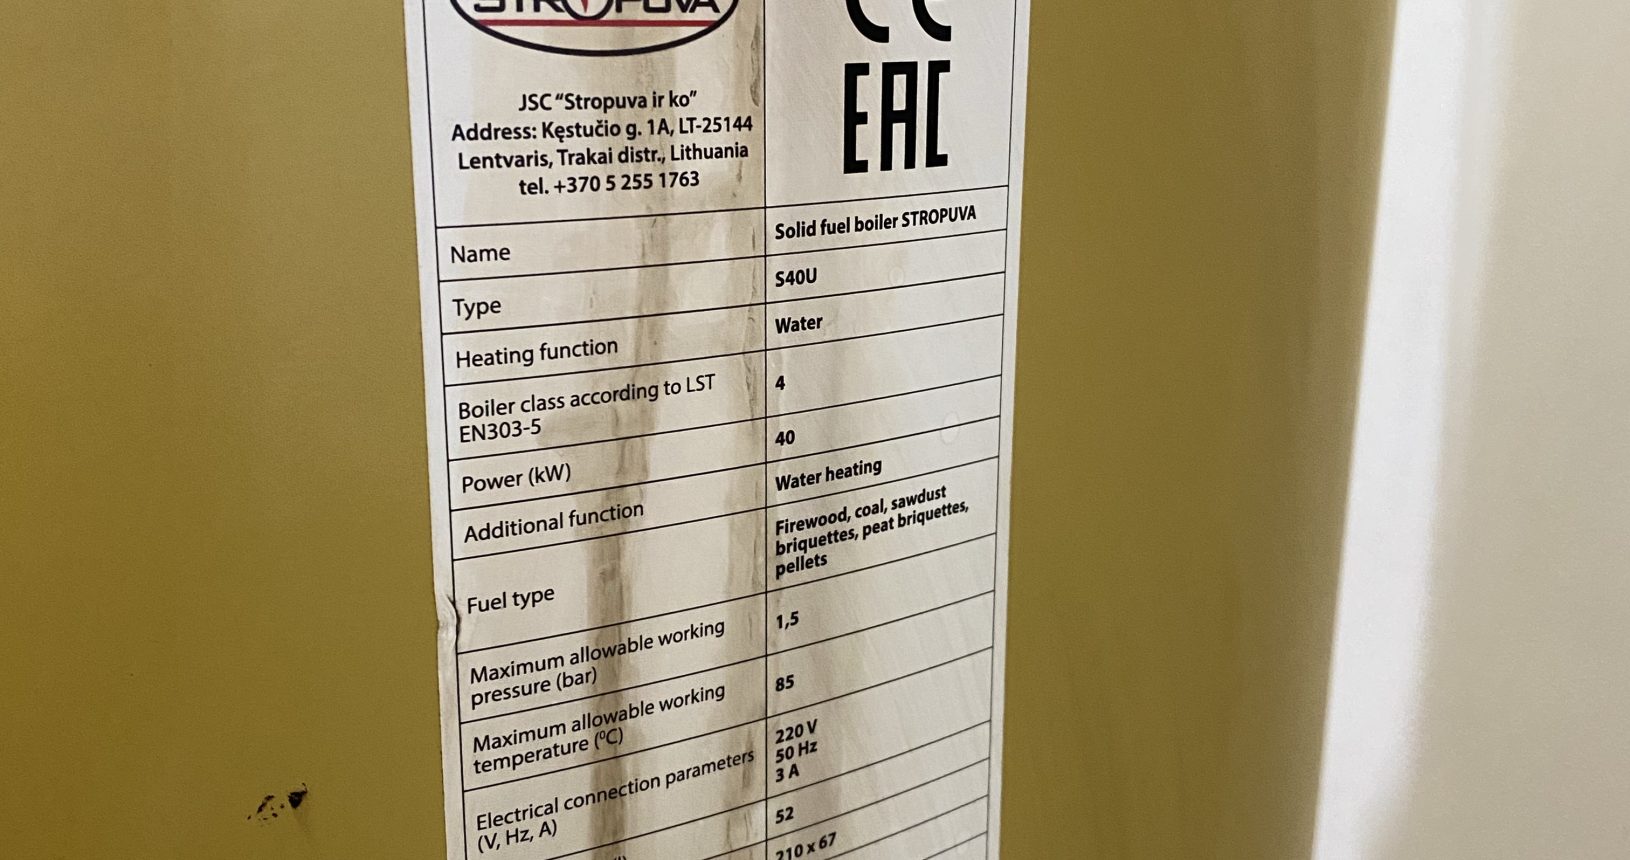 STROPUVA
CE
EAC
JSC "Stropuva ir ko"
Address: Kęstučio g. 1A, LT-25144
Lentvaris, Trakai distr., Lithuania
tel. +370 5 255 1763
Name
Solid fuel boiler STROPUVA
Type
S40U
Heating function
Water
Boiler class according to LST
EN303-5
4
Power (kW)
40
Additional function
Water heating
Fuel type
Firewood, coal, sawdust
briquettes, peat briquettes,
pellets
Maximum allowable working
pressure (bar)
1,5
Maximum allowable working
temperature (⁰C)
85
Electrical connection parameters
(V, Hz, A)
220 V
50 Hz
3 A
52
210 x 67